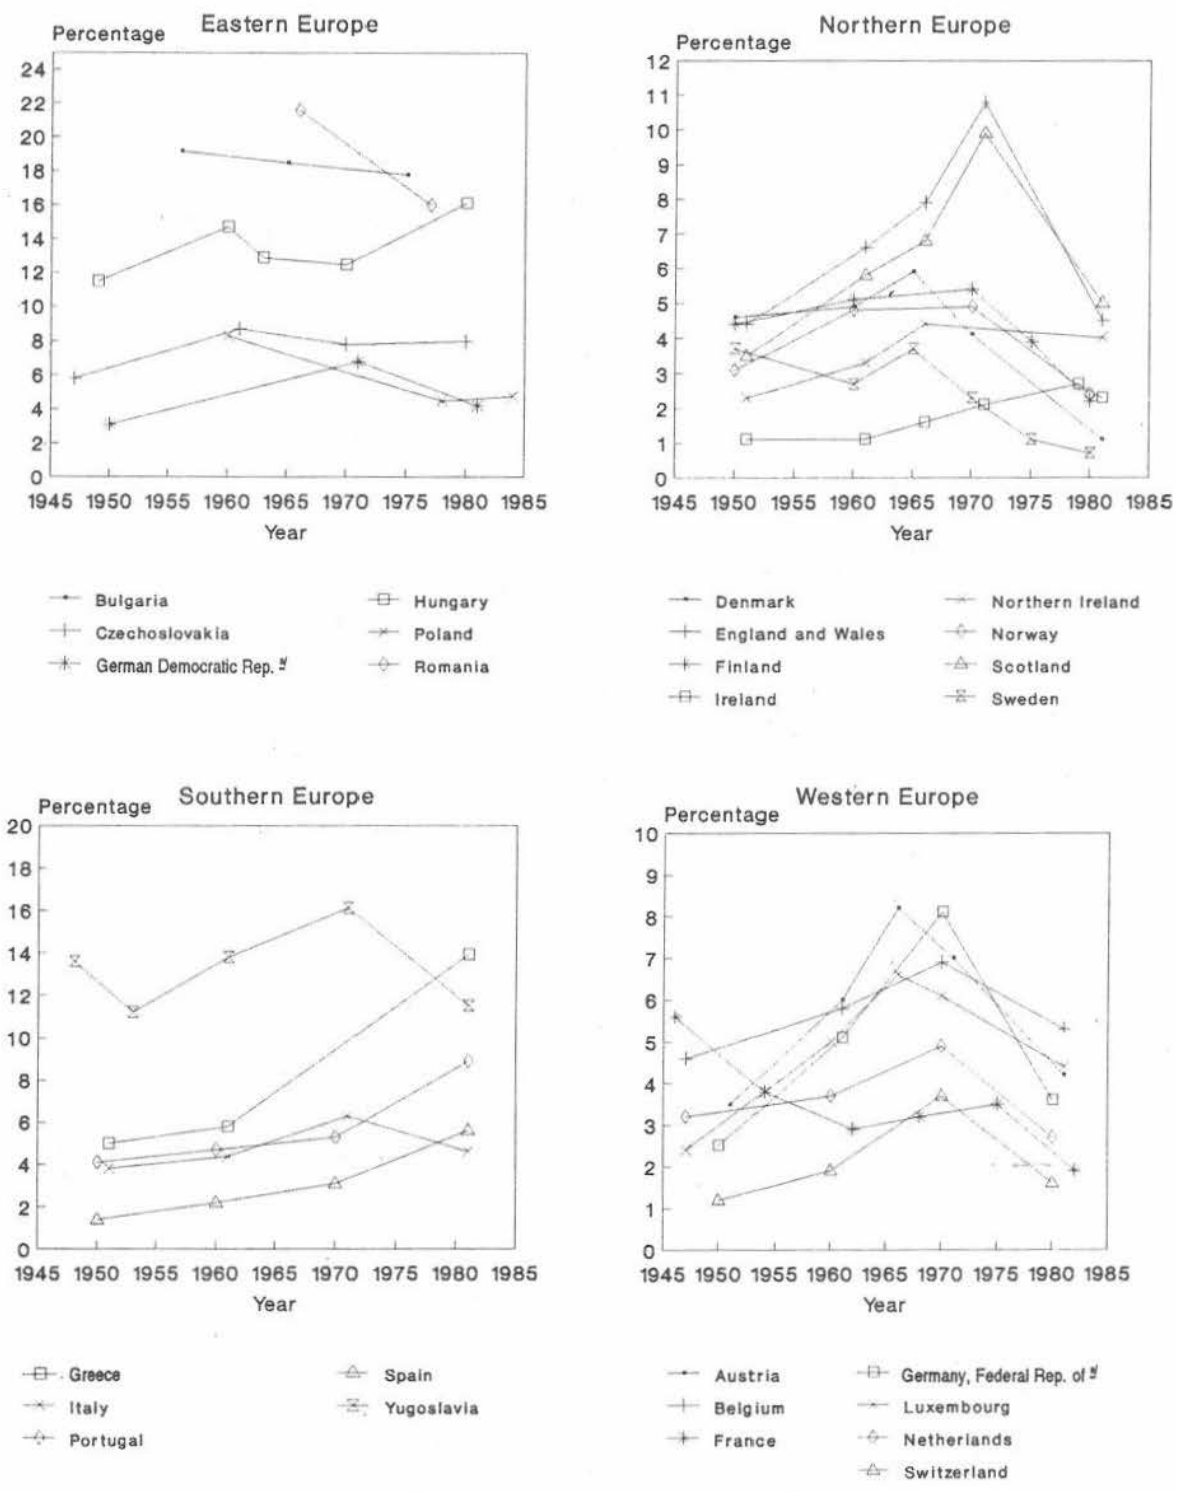 Eastern Europe
Percentage
24
22
20
18
16
14
12
10
8
6
4
2
0
1945 1950 1955 1960 1965 1970 1975 1980 1985
Year
Bulgaria
Czechoslovakia
German Democratic Rep. a/
Hungary
Poland
Romania
Northern Europe
Percentage
12
11
10
9
8
7
6
5
4
3
2
1
0
1945 1950 1955 1960 1965 1970 1975 1980 1985
Year
Denmark
England and Wales
Finland
Ireland
Northern Ireland
Norway
Scotland
Sweden
Southern Europe
Percentage
20
18
16
14
12
10
8
6
4
2
0
1945 1950 1955 1960 1965 1970 1975 1980 1985
Year
Greece
Italy
Portugal
Spain
Yugoslavia
Western Europe
Percentage
10
9
8
7
6
5
4
3
2
1
0
1945 1950 1955 1960 1965 1970 1975 1980 1985
Year
Austria
Belgium
France
Germany, Federal Rep. of a/
Luxembourg
Netherlands
Switzerland